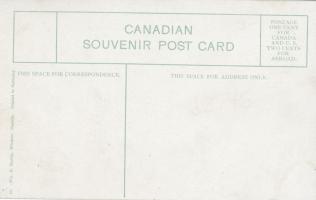 CANADIAN
SOUVENIR POST CARD
POSTAGE
ONE CENT
FOR
CANADA
AND U.S.
TWO CENTS
FOR
ABROAD.
THIS SPACE FOR CORRESPONDENCE.
THIS SPACE FOR ADDRESS ONLY.